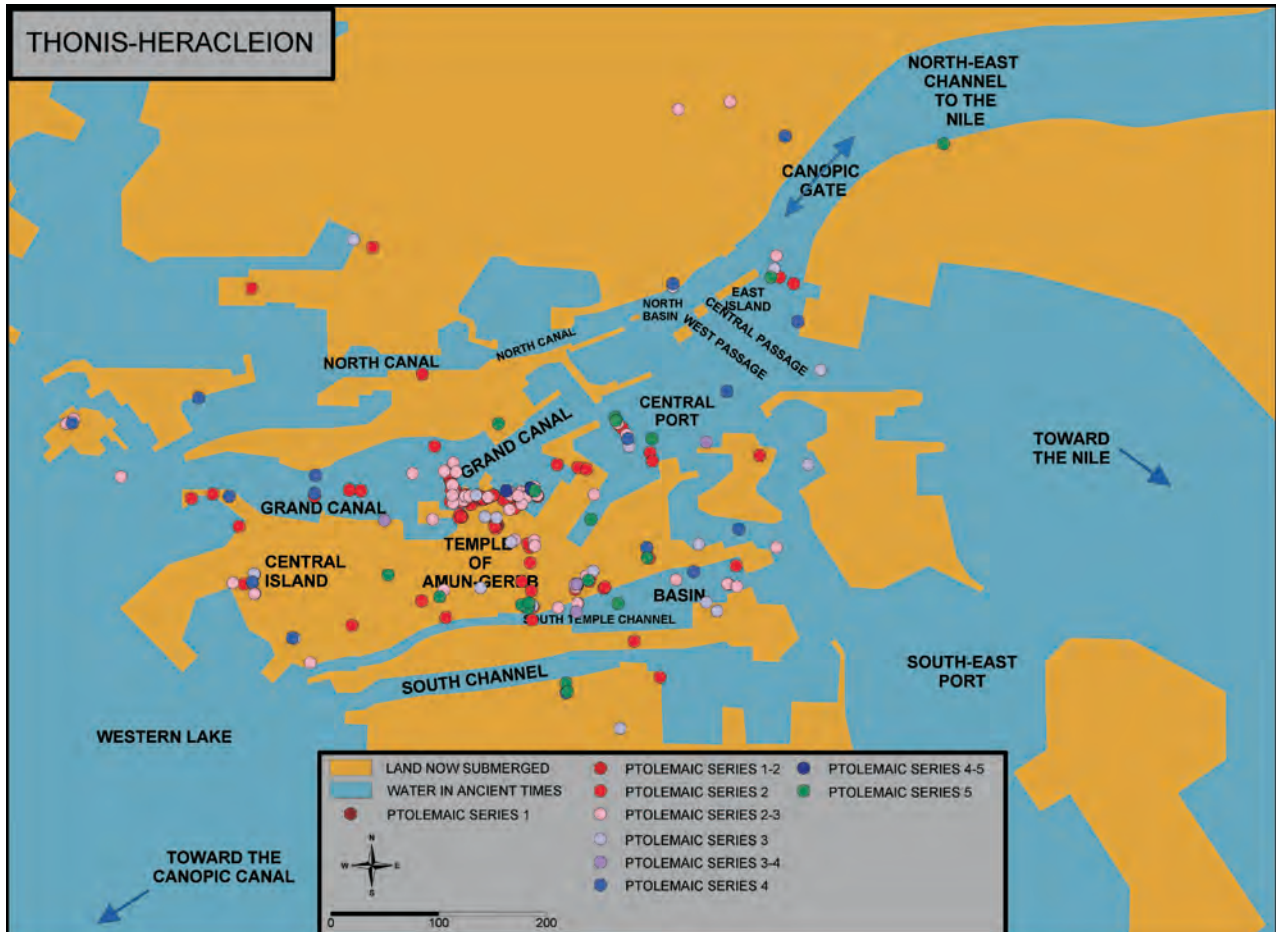 THONIS-HERACLEION
NORTH-EAST
CHANNEL
TO THE
NILE
CANOPIC
GATE
EAST
ISLAND
NORTH
BASIN
CENTRAL PASSAGE
WEST PASSAGE
NORTH CANAL
NORTH CANAL
CENTRAL
PORT
GRAND CANAL
TOWARD
THE NILE
GRAND CANAL
TEMPLE
OF
AMUN-GEREB
CENTRAL
ISLAND
BASIN
SOUTH TEMPLE CHANNEL
SOUTH CHANNEL
SOUTH-EAST
PORT
WESTERN LAKE
TOWARD THE
CANOPIC CANAL
LAND NOW SUBMERGED
WATER IN ANCIENT TIMES
PTOLEMAIC SERIES 1
PTOLEMAIC SERIES 1-2
PTOLEMAIC SERIES 2
PTOLEMAIC SERIES 2-3
PTOLEMAIC SERIES 3
PTOLEMAIC SERIES 3-4
PTOLEMAIC SERIES 4
PTOLEMAIC SERIES 4-5
PTOLEMAIC SERIES 5
N
W E
S
0 100 200